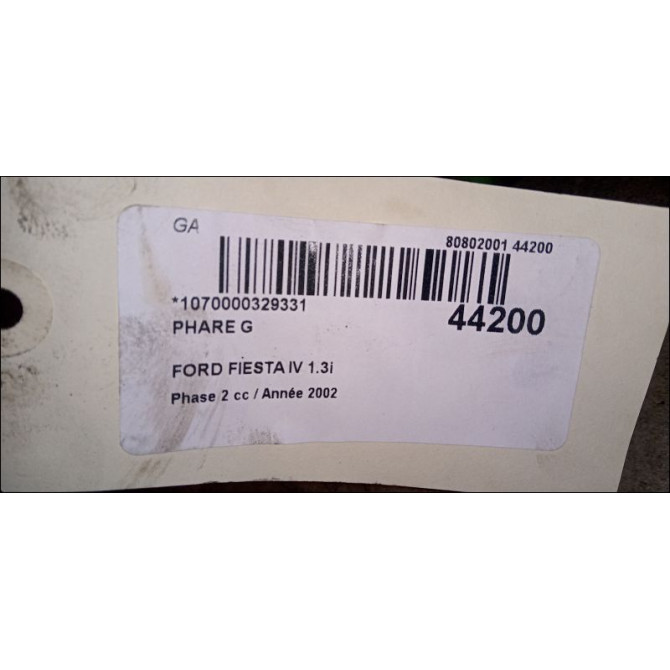 GA
80802001 44200
*1070000329331
44200
PHARE G
FORD FIESTA IV 1.3i
Phase 2 cc / Année 2002